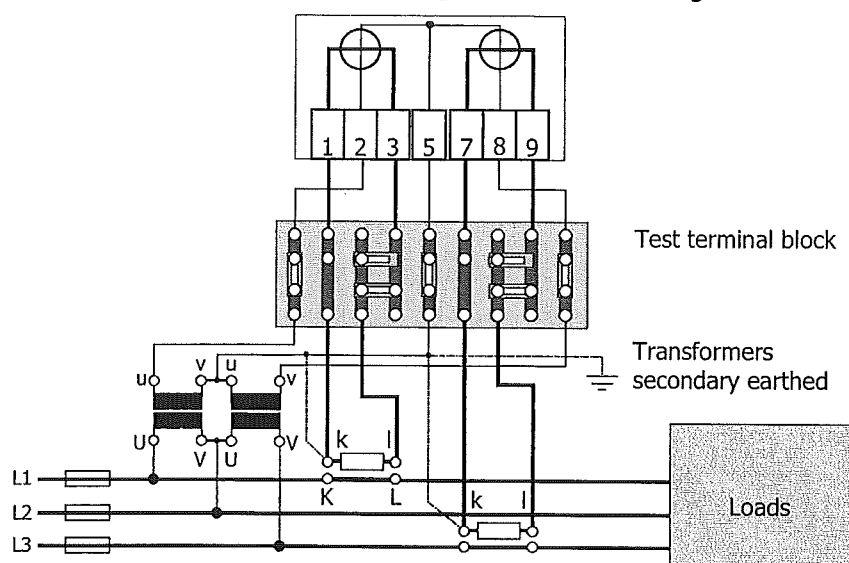 1 2 3 5 7 8 9
Test terminal block
Transformers
secondary earthed
u v u v
U V U V
k l
K L
k l
L1
L2
L3
Loads